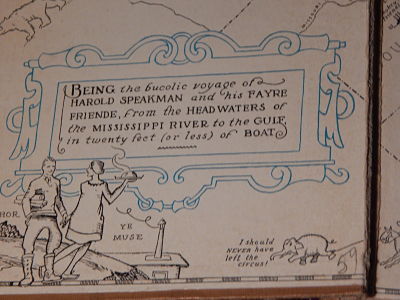 BEING the bucolic voyage of
HAROLD SPEAKMAN and his FAYRE
FRIENDE, from the HEADWATERS of
the MISSISSIPPI RIVER to the GULF,
in twenty feet (or less) of BOAT
HOR
YE
MUSE
I should
NEVER have
left the
circus!